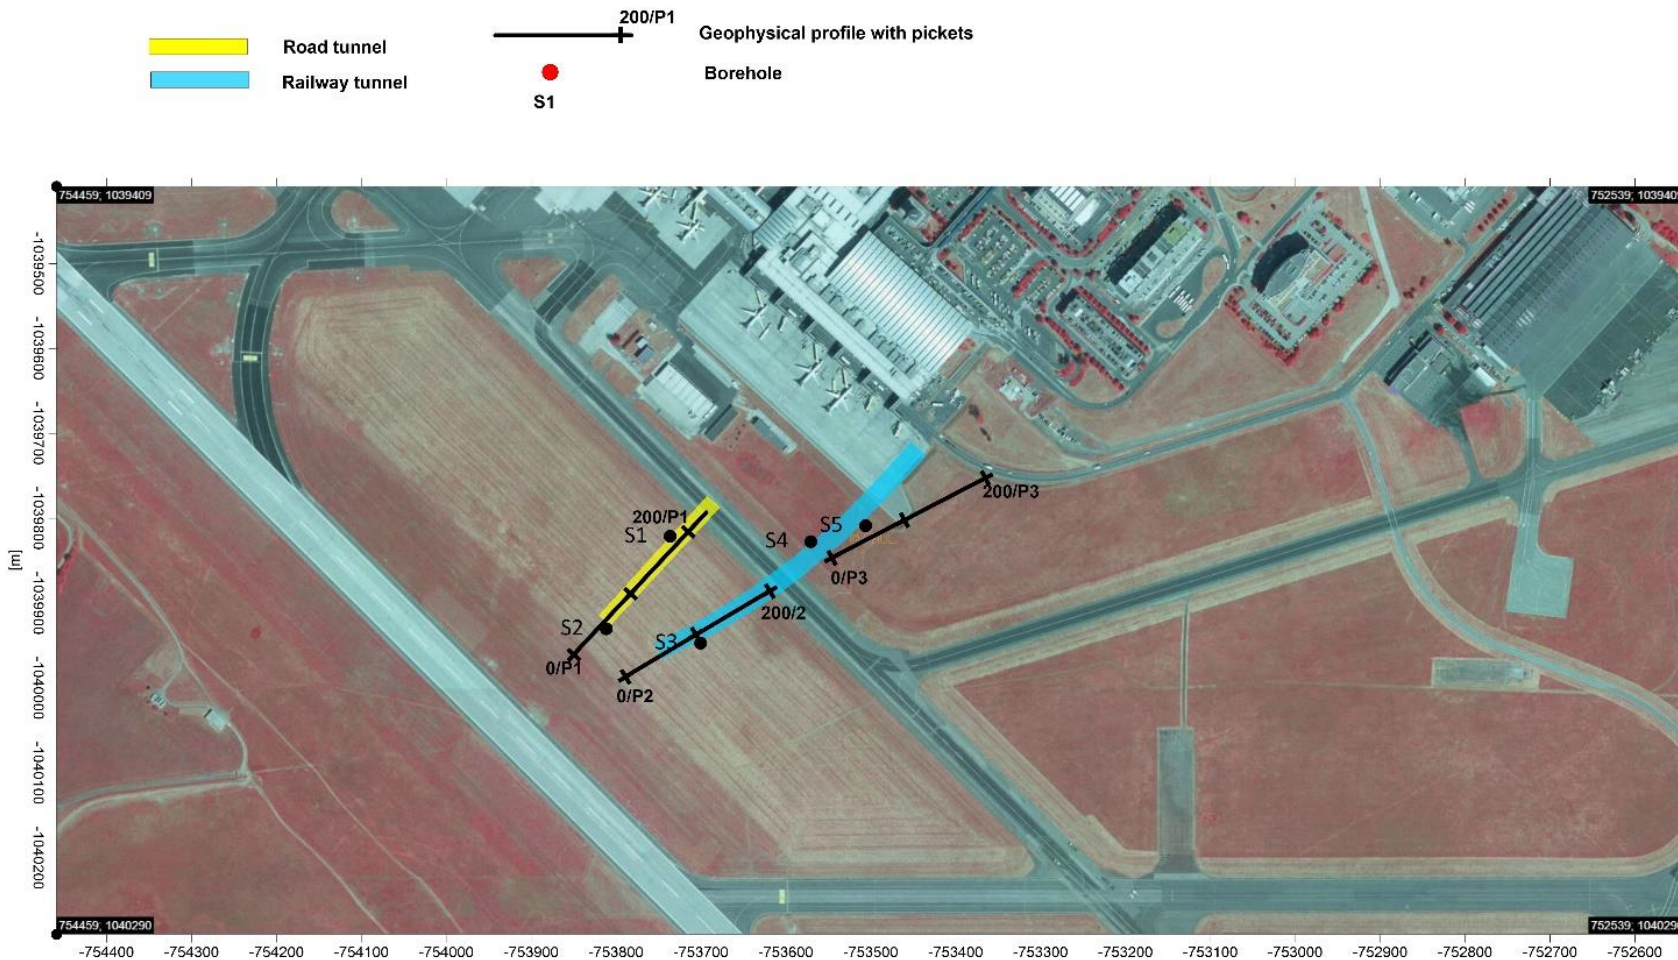 200/P1
Road tunnel
Geophysical profile with pickets
Railway tunnel
Borehole
S1
754459; 1039409
752539; 103940
-1039500
-1039600
-1039700
-1039800
-1039900
-1040000
-1040100
-1040200
[m]
200/P3
200/P1
S1
S5
S4
0/P3
200/2
S2
S3
0/P1
0/P2
754459; 1040290
752539; 104029
-754400
-754300
-754200
-754100
-754000
-753900
-753800
-753700
-753600
-753500
-753400
-753300
-753200
-753100
-753000
-752900
-752800
-752700
-752600